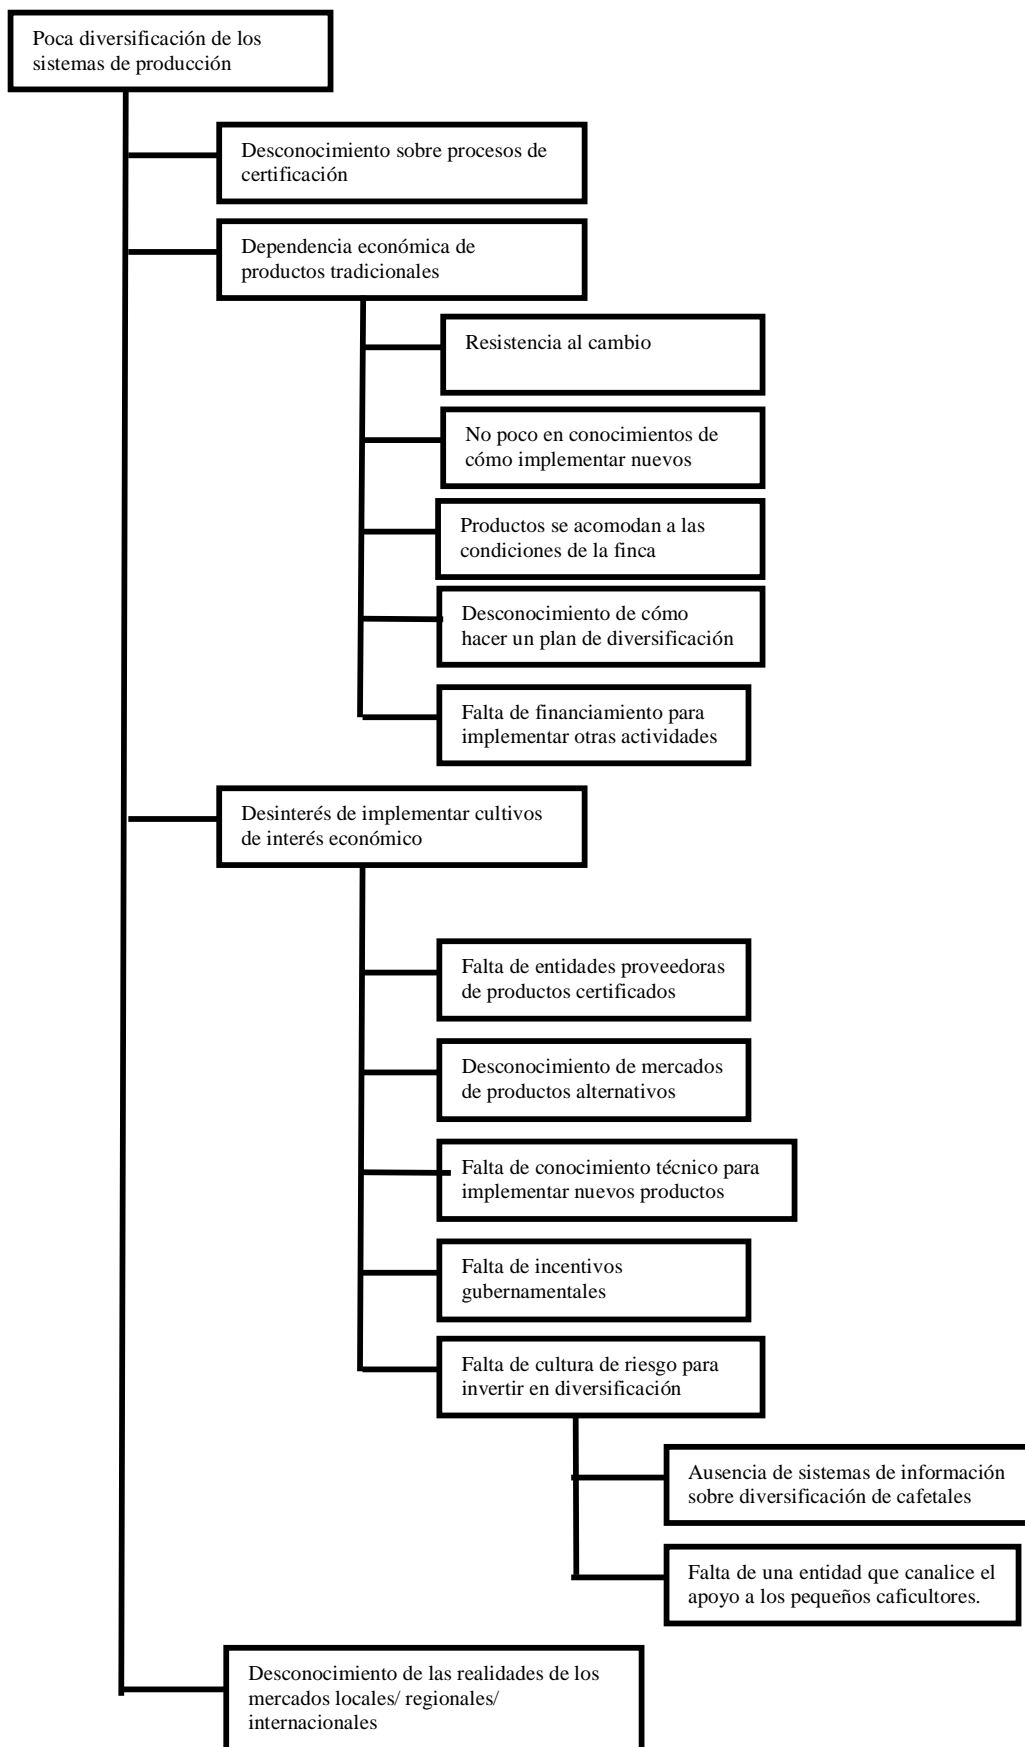 Poca diversificación de los
sistemas de producción
Desconocimiento sobre procesos de
certificación
Dependencia económica de
productos tradicionales
Resistencia al cambio
No poco en conocimientos de
cómo implementar nuevos
Productos se acomodan a las
condiciones de la finca
Desconocimiento de cómo
hacer un plan de diversificación
Falta de financiamiento para
implementar otras actividades
Desinterés de implementar cultivos
de interés económico
Falta de entidades proveedoras
de productos certificados
Desconocimiento de mercados
de productos alternativos
Falta de conocimiento técnico para
implementar nuevos productos
Falta de incentivos
gubernamentales
Falta de cultura de riesgo para
invertir en diversificación
Ausencia de sistemas de información
sobre diversificación de cafetales
Falta de una entidad que canalice el
apoyo a los pequeños caficultores.
Desconocimiento de las realidades de los
mercados locales/ regionales/
internacionales